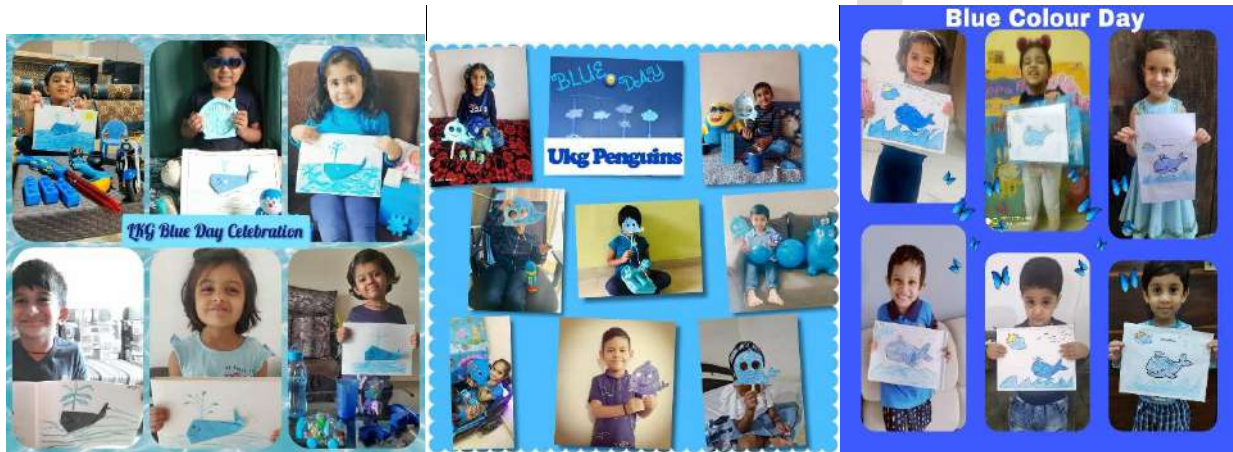 LKG Blue Day Celebration
BLUE DAY
Ukg Penguins
Blue Colour Day